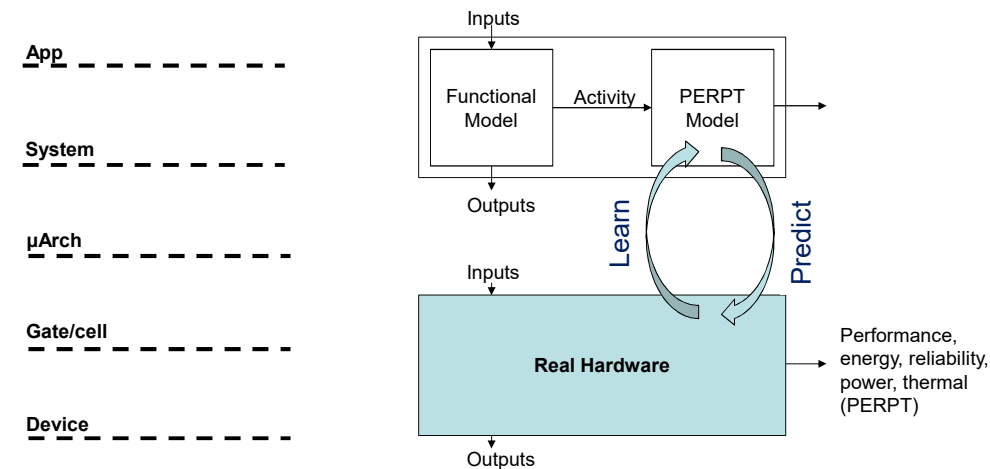 App
System
µArch
Gate/cell
Device
Inputs
Functional
Model
Activity
PERPT
Model
Outputs
Learn
Predict
Inputs
Real Hardware
Performance,
energy, reliability,
power, thermal
(PERPT)
Outputs